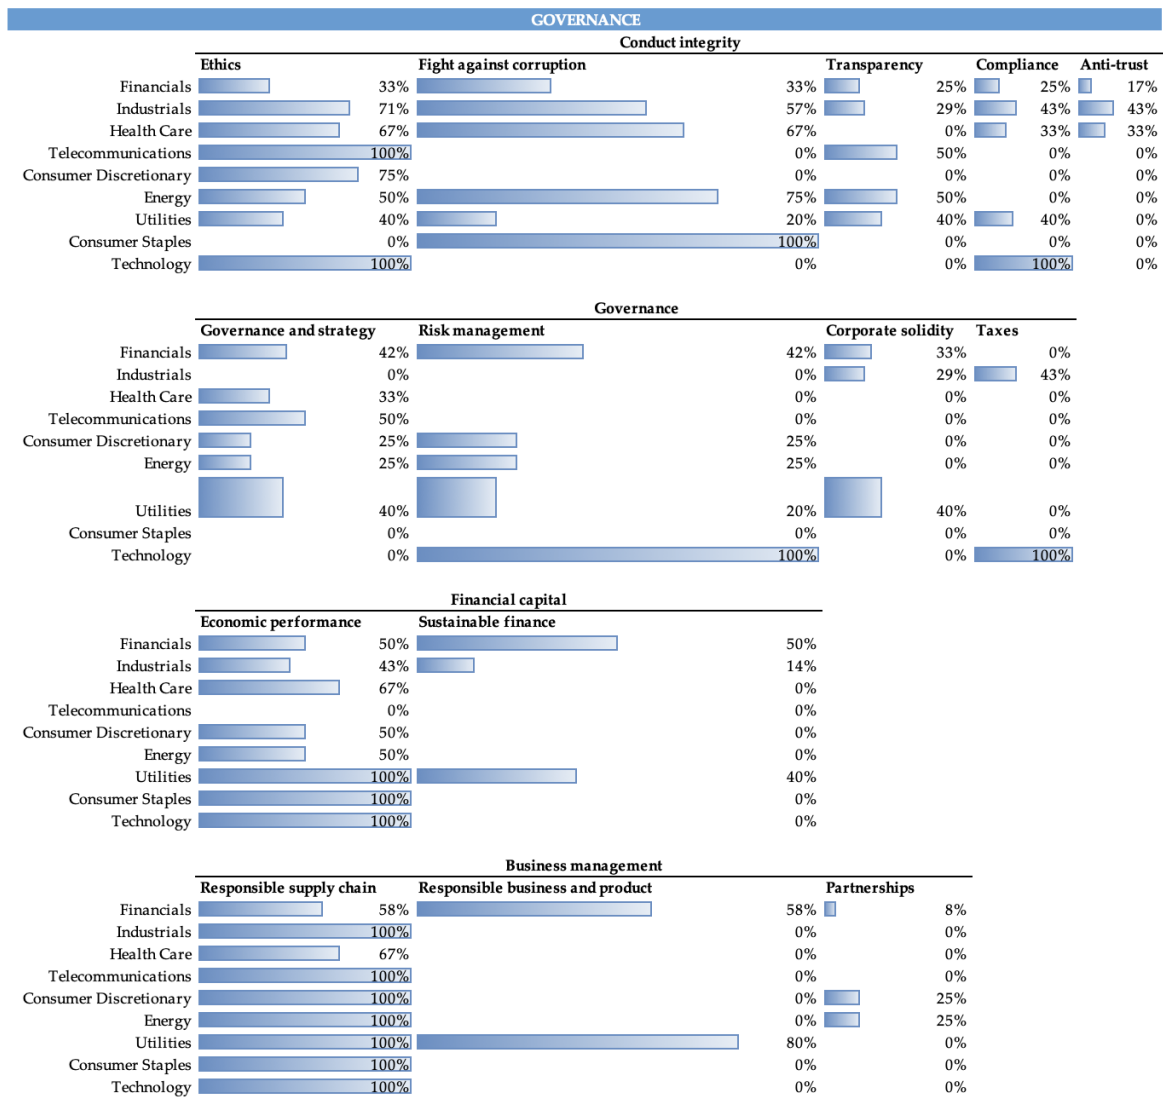 GOVERNANCE
Conduct integrity
Ethics Fight against corruption Transparency Compliance Anti-trust
Financials 33% 33% 25% 25% 17%
Industrials 71% 57% 29% 43% 43%
Health Care 67% 67% 0% 33% 33%
Telecommunications 100% 0% 50% 0% 0%
Consumer Discretionary 75% 0% 0% 0% 0%
Energy 50% 75% 50% 0% 0%
Utilities 40% 20% 40% 40% 0%
Consumer Staples 0% 100% 0% 0% 0%
Technology 100% 0% 0% 100% 0%
Governance
Governance and strategy Risk management Corporate solidity Taxes
Financials 42% 42% 33% 0%
Industrials 0% 0% 29% 43%
Health Care 33% 0% 0% 0%
Telecommunications 50% 0% 0% 0%
Consumer Discretionary 25% 25% 0% 0%
Energy 25% 25% 0% 0%
Utilities 40% 20% 40% 0%
Consumer Staples 0% 0% 0% 0%
Technology 0% 100% 0% 100%
Financial capital
Economic performance Sustainable finance
Financials 50% 50%
Industrials 43% 14%
Health Care 67% 0%
Telecommunications 0% 0%
Consumer Discretionary 50% 0%
Energy 50% 0%
Utilities 100% 40%
Consumer Staples 100% 0%
Technology 100% 0%
Business management
Responsible supply chain Responsible business and product Partnerships
Financials 58% 58% 8%
Industrials 100% 0% 0%
Health Care 67% 0% 0%
Telecommunications 100% 0% 0%
Consumer Discretionary 100% 0% 25%
Energy 100% 0% 25%
Utilities 100% 80% 0%
Consumer Staples 100% 0% 0%
Technology 100% 0% 0%